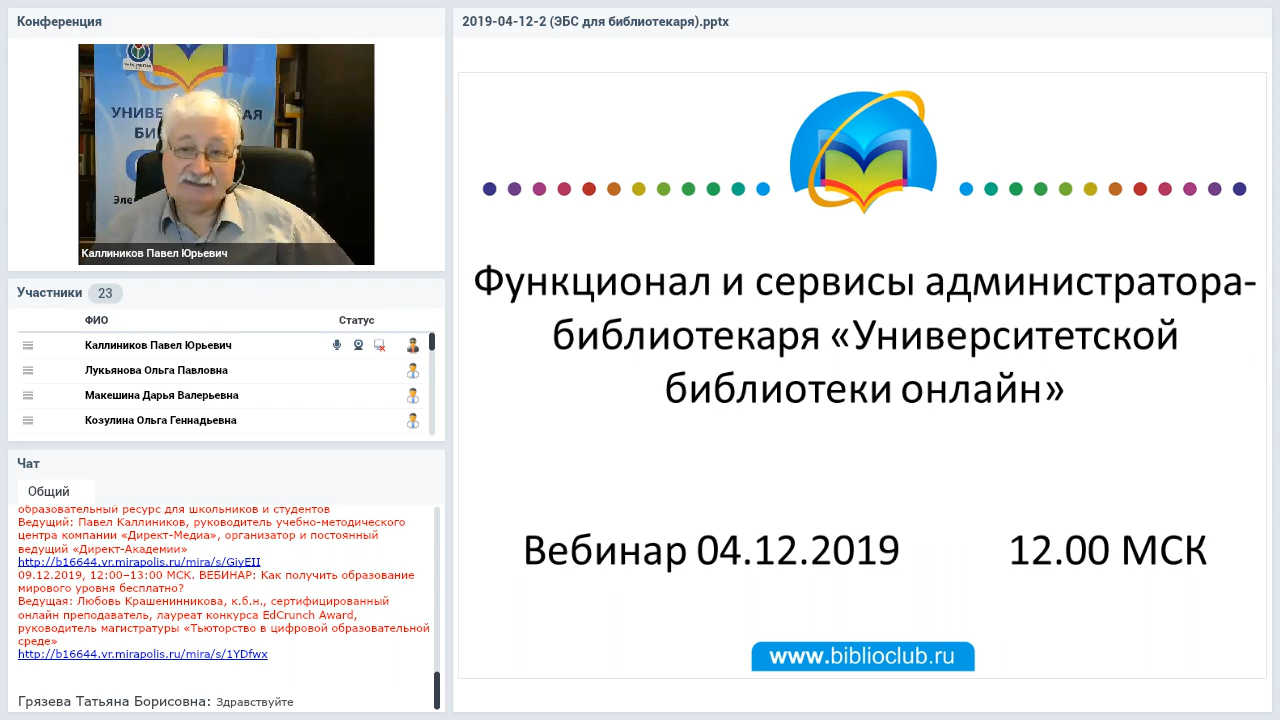 Конференция
УНИВЕ
АЯ
БИ
Эле
Каллиников Павел Юрьевич
Участники 23
ФИО Статус
Каллиников Павел Юрьевич
Лукьянова Ольга Павловна
Макешина Дарья Валерьевна
Козулина Ольга Геннадьевна
Чат
Общий
образовательный ресурс для школьников и студентов
Ведущий: Павел Каллиников, руководитель учебно-методического
центра компании «Директ-Медиа», организатор и постоянный
ведущий «Директ-Академии»
http://b16644.vr.mirapolis.ru/mira/s/GiyEII
09.12.2019, 12:00–13:00 МСК. ВЕБИНАР: Как получить образование
мирового уровня бесплатно?
Ведущая: Любовь Крашенинникова, к.б.н., сертифицированный
онлайн преподаватель, лауреат конкурса EdCrunch Award,
руководитель магистратуры «Тьюторство в цифровой образовательной
среде»
http://b16644.vr.mirapolis.ru/mira/s/1YDfwx
Грязева Татьяна Борисовна: Здравствуйте
2019-04-12-2 (ЭБС для библиотекаря).pptx
Функционал и сервисы администратора-
библиотекаря «Университетской
библиотеки онлайн»
Вебинар 04.12.2019 12.00 МСК
www.biblioclub.ru